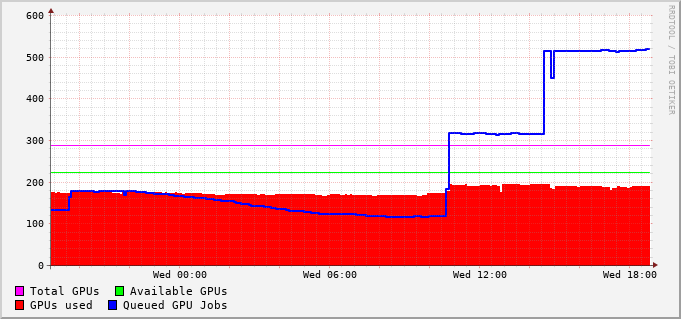 600
500
400
300
200
100
0
Wed 00:00 Wed 06:00 Wed 12:00 Wed 18:00
Total GPUs Available GPUs
GPUs used Queued GPU Jobs
RRDTOOL / TOBI OETIKER